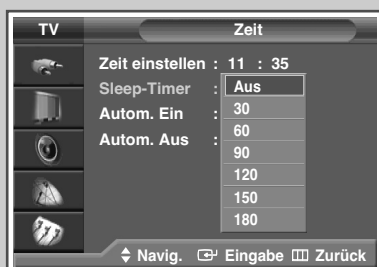 TV Zeit
Zeit einstellen : 11 : 35
Sleep-Timer : Aus
Autom. Ein : 30
60
Autom. Aus : 90
120
150
180
Navig. Eingabe Zurück